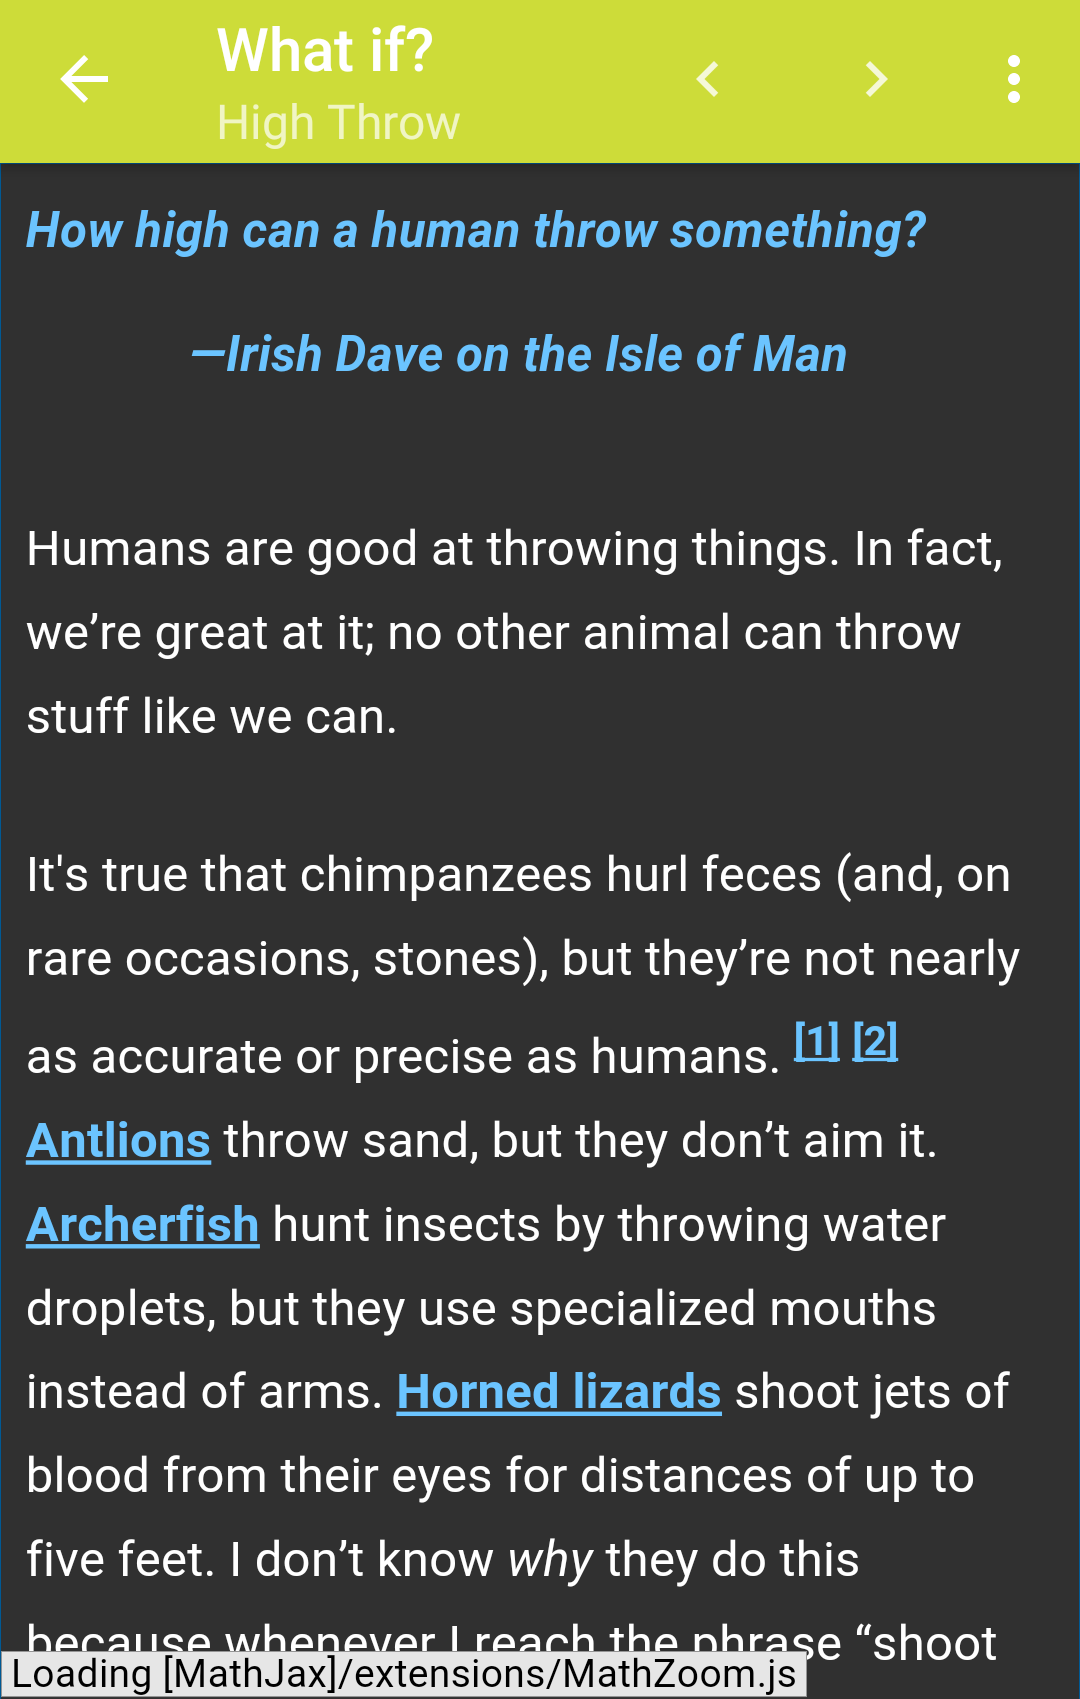 What if?
High Throw
How high can a human throw something?
—Irish Dave on the Isle of Man
Humans are good at throwing things. In fact,
we’re great at it; no other animal can throw
stuff like we can.
It's true that chimpanzees hurl feces (and, on
rare occasions, stones), but they’re not nearly
as accurate or precise as humans. [1] [2]
Antlions throw sand, but they don’t aim it.
Archerfish hunt insects by throwing water
droplets, but they use specialized mouths
instead of arms. Horned lizards shoot jets of
blood from their eyes for distances of up to
five feet. I don’t know why they do this
because whenever I reach the phrase “shoot
Loading [MathJax]/extensions/MathZoom.js